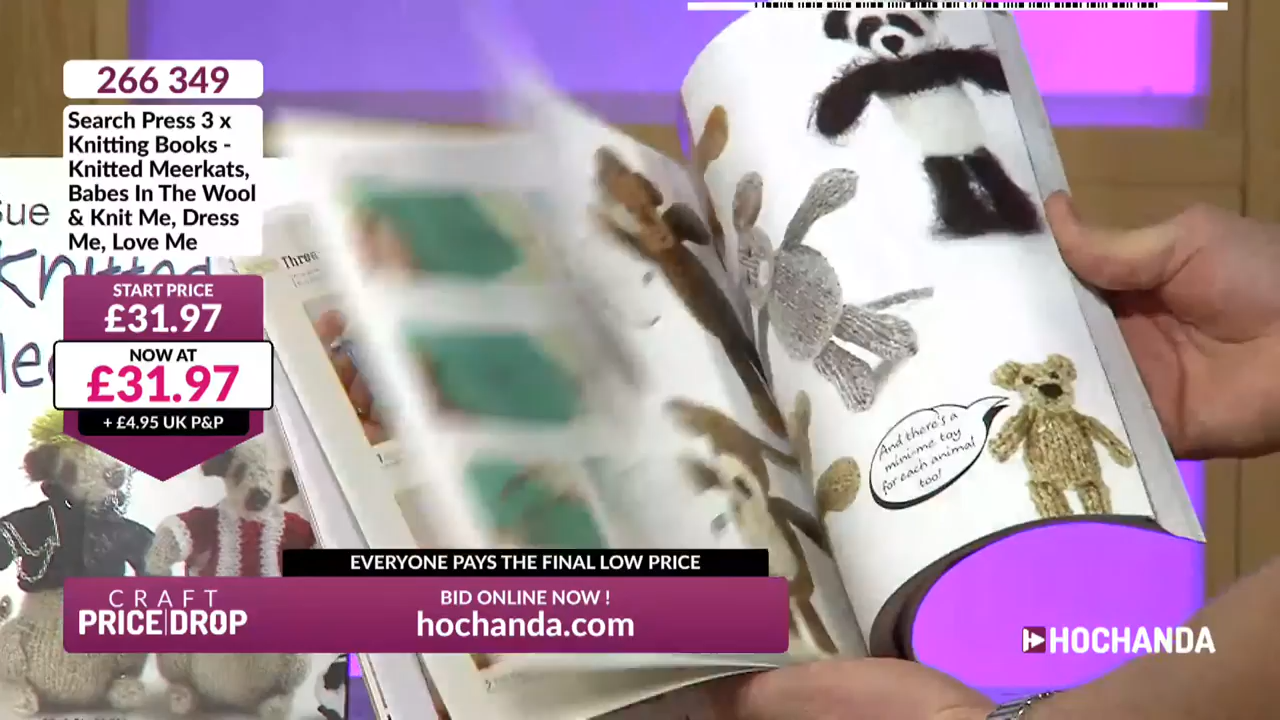 266 349
Search Press 3 x
Knitting Books -
Knitted Meerkats,
Babes In The Wool
& Knit Me, Dress
Me, Love Me
Sue
Knitted
START PRICE
£31.97
NOW AT
£31.97
+ £4.95 UK P&P
And there's a
mini-me toy
for each animal
too!
EVERYONE PAYS THE FINAL LOW PRICE
CRAFT
PRICE DROP
BID ONLINE NOW !
hochanda.com
HOCHANDA